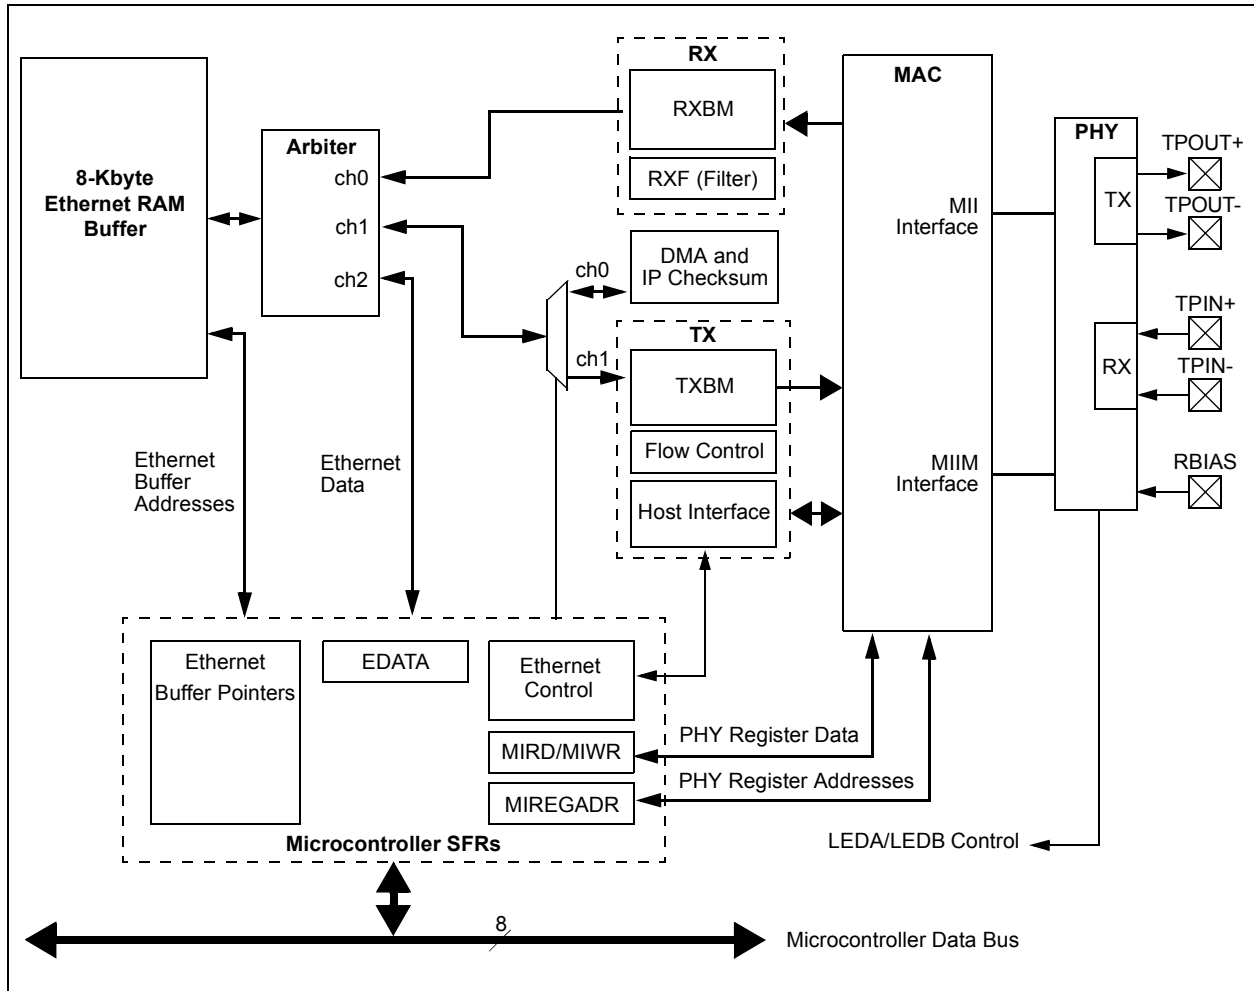 RX
RXBM
RXF (Filter)
MAC
MII
Interface
MIIM
Interface
PHY
TX
RX
TPOUT+
TPOUT-
TPIN+
TPIN-
RBIAS
8-Kbyte
Ethernet RAM
Buffer
Arbiter
ch0
ch1
ch2
ch0
DMA and
IP Checksum
ch1
TX
TXBM
Flow Control
Host Interface
Ethernet
Buffer
Addresses
Ethernet
Data
Ethernet
Buffer Pointers
EDATA
Ethernet
Control
MIRD/MIWR
MIREGADR
Microcontroller SFRs
PHY Register Data
PHY Register Addresses
LEDA/LEDB Control
8
Microcontroller Data Bus